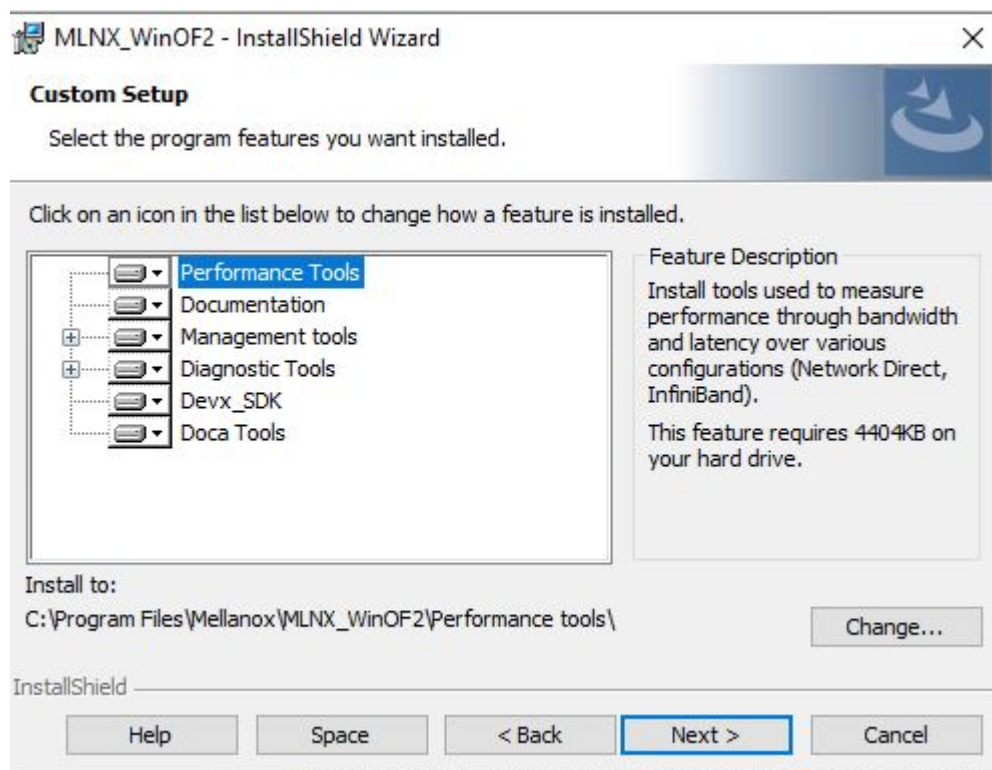 MLNX_WinOF2 - InstallShield Wizard
Custom Setup
Select the program features you want installed.
Click on an icon in the list below to change how a feature is installed.
Performance Tools
Documentation
Management tools
Diagnostic Tools
Devx_SDK
Doca Tools
Feature Description
Install tools used to measure
performance through bandwidth
and latency over various
configurations (Network Direct,
InfiniBand).
This feature requires 4404KB on
your hard drive.
Install to:
C:\Program Files\Mellanox\MLNX_WinOF2\Performance tools\
Change...
InstallShield
Help
Space
< Back
Next >
Cancel